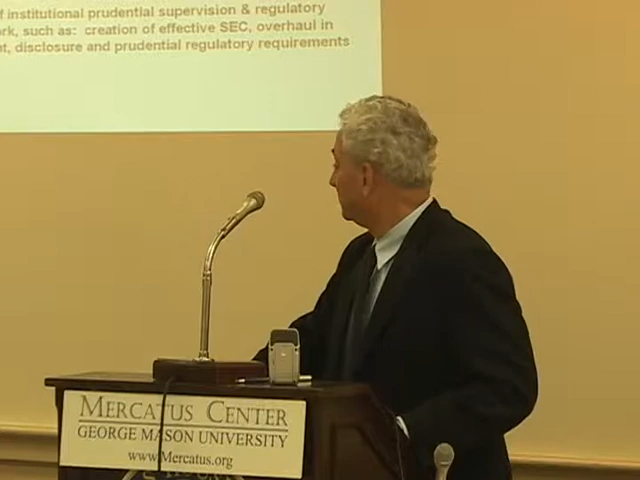 f institutional prudential supervision & regulatory
rk, such as: creation of effective SEC, overhaul in
t, disclosure and prudential regulatory requirements
MERCATUS CENTER
GEORGE MASON UNIVERSITY
www.Mercatus.org